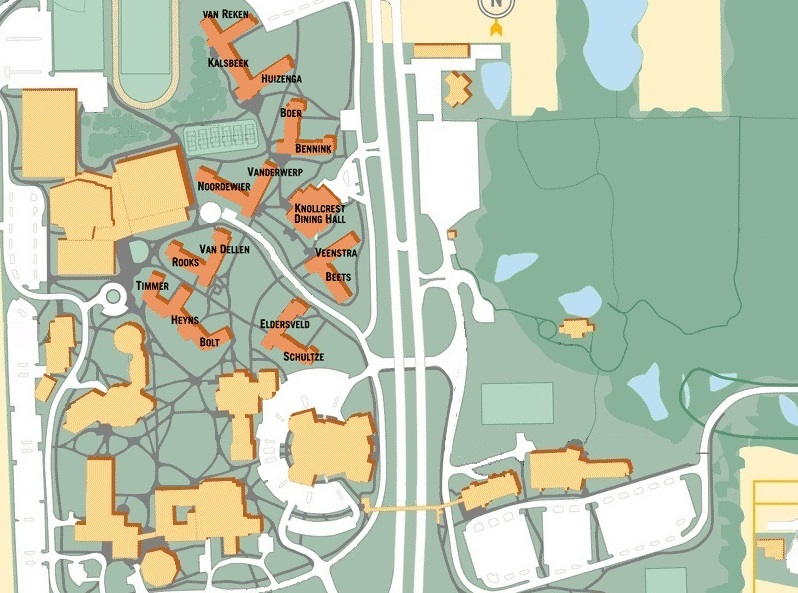 N
VAN REKEN
KALSBEEK
HUIZENGA
BOER
BENNINK
VANDERWERP
NOORDEWIER
KNOLLCREST
DINING HALL
VAN DELLEN
ROOKS
VEENSTRA
BEETS
TIMMER
HEYNS
BOLT
ELDERSVELD
SCHULTZE